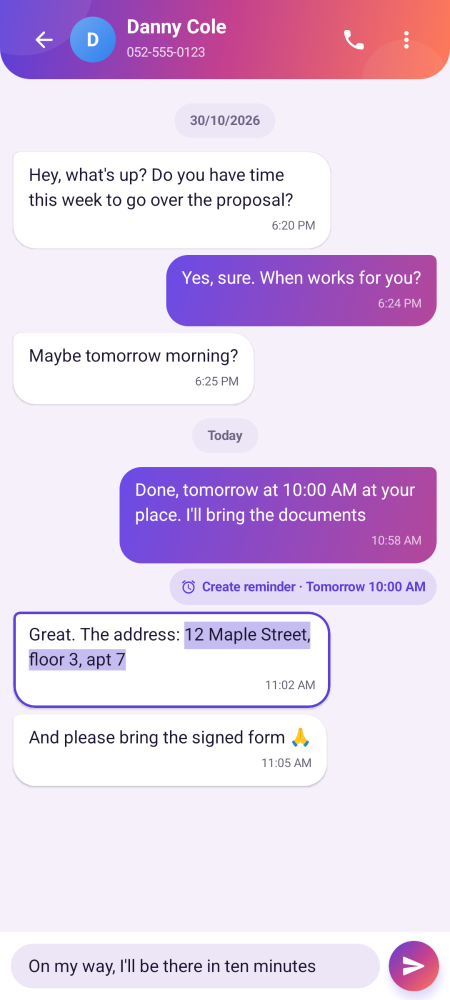 D
Danny Cole
052-555-0123
30/10/2026
Hey, what's up? Do you have time
this week to go over the proposal?
6:20 PM
Yes, sure. When works for you?
6:24 PM
Maybe tomorrow morning?
6:25 PM
Today
Done, tomorrow at 10:00 AM at your
place. I'll bring the documents
10:58 AM
Create reminder · Tomorrow 10:00 AM
Great. The address: 12 Maple Street,
floor 3, apt 7
11:02 AM
And please bring the signed form 🙏
11:05 AM
On my way, I'll be there in ten minutes